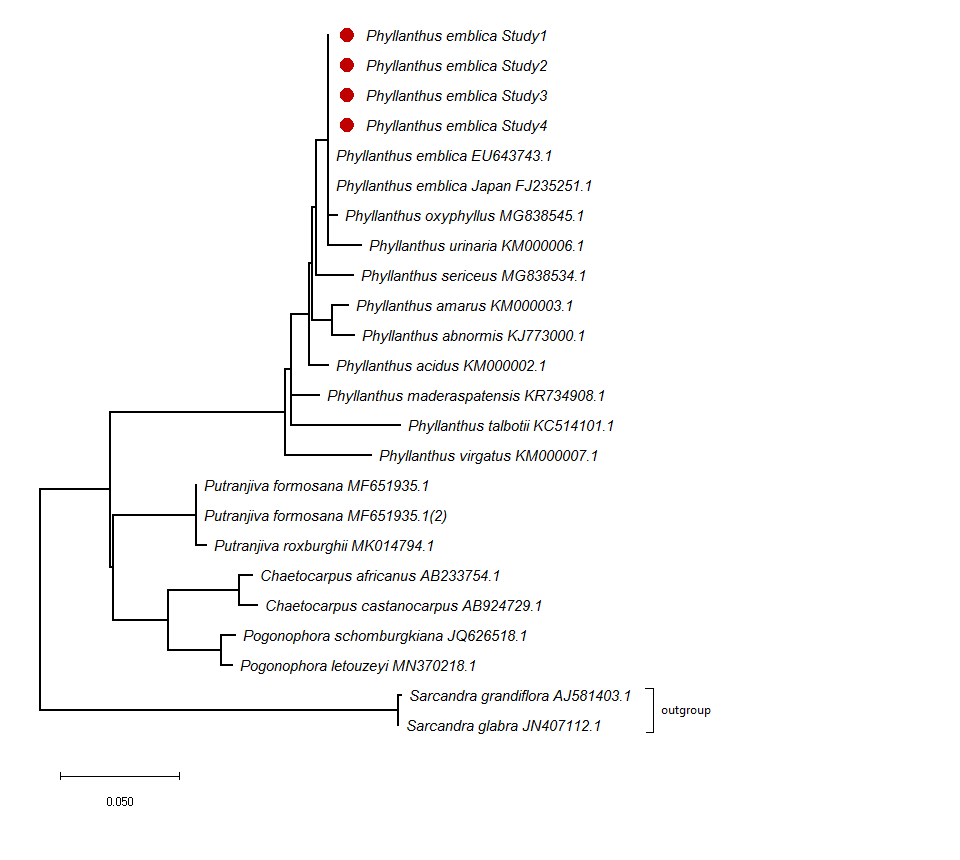 Phyllanthus emblica Study1
Phyllanthus emblica Study2
Phyllanthus emblica Study3
Phyllanthus emblica Study4
Phyllanthus emblica EU643743.1
Phyllanthus emblica Japan FJ235251.1
Phyllanthus oxyphyllus MG838545.1
Phyllanthus urinaria KM000006.1
Phyllanthus sericeus MG838534.1
Phyllanthus amarus KM000003.1
Phyllanthus abnormis KJ773000.1
Phyllanthus acidus KM000002.1
Phyllanthus maderaspatensis KR734908.1
Phyllanthus talbotii KC514101.1
Phyllanthus virgatus KM000007.1
Putranjiva formosana MF651935.1
Putranjiva formosana MF651935.1(2)
Putranjiva roxburghii MK014794.1
Chaetocarpus africanus AB233754.1
Chaetocarpus castanocarpus AB924729.1
Pogonophora schomburgkiana JQ626518.1
Pogonophora letouzeyi MN370218.1
Sarcandra grandiflora AJ581403.1
outgroup
Sarcandra glabra JN407112.1
0.050